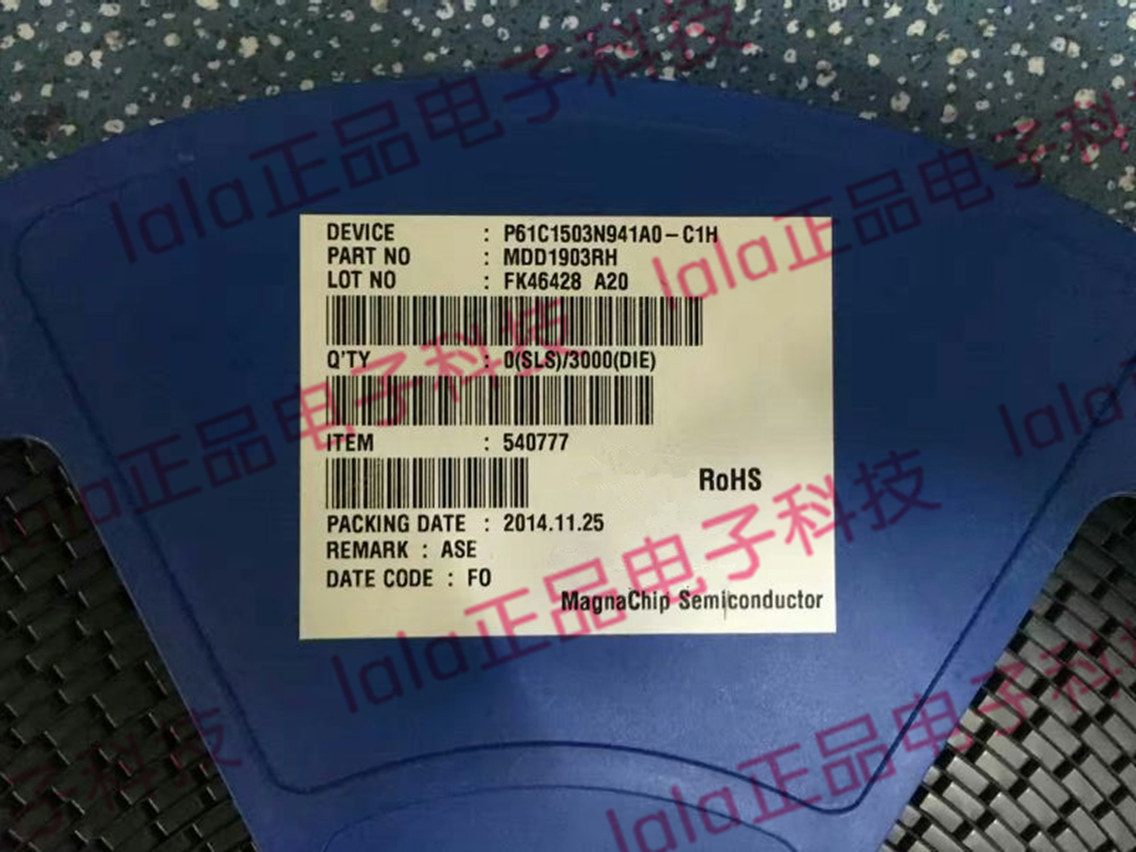 DEVICE : P61C1503N941A0-C1H
PART NO : MDD1903RH
LOT NO : FK46428 A20
Q'TY : 0(SLS)/3000(DIE)
ITEM : 540777
RoHS
PACKING DATE : 2014.11.25
REMARK : ASE
DATE CODE : F0
MagnaChip Semiconductor
lala正品电子科技
lala正品电子科技
lala正品电子科技
lala正品电子科技
lala正品电子科技
lala
子科技